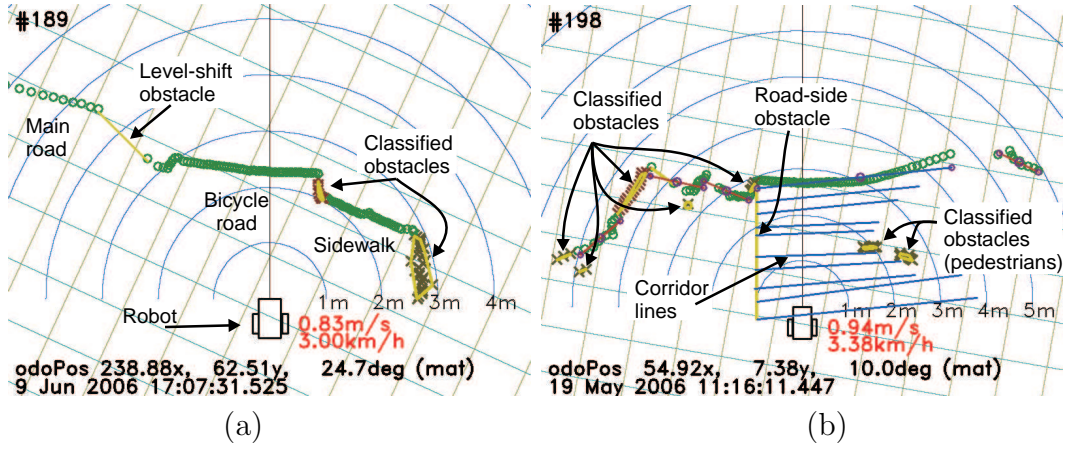 #189
Level-shift
obstacle
Main
road
Classified
obstacles
Bicycle
road
Sidewalk
Robot
1m
2m
3m
4m
0.83m/s
3.00km/h
odoPos 238.88x, 62.51y, 24.7deg (mat)
9 Jun 2006 17:07:31.525
(a)
#198
Classified
obstacles
Road-side
obstacle
Classified
obstacles
(pedestrians)
Corridor
lines
1m
2m
3m
4m
5m
0.94m/s
3.38km/h
odoPos 54.92x, 7.38y, 10.0deg (mat)
19 May 2006 11:16:11.447
(b)